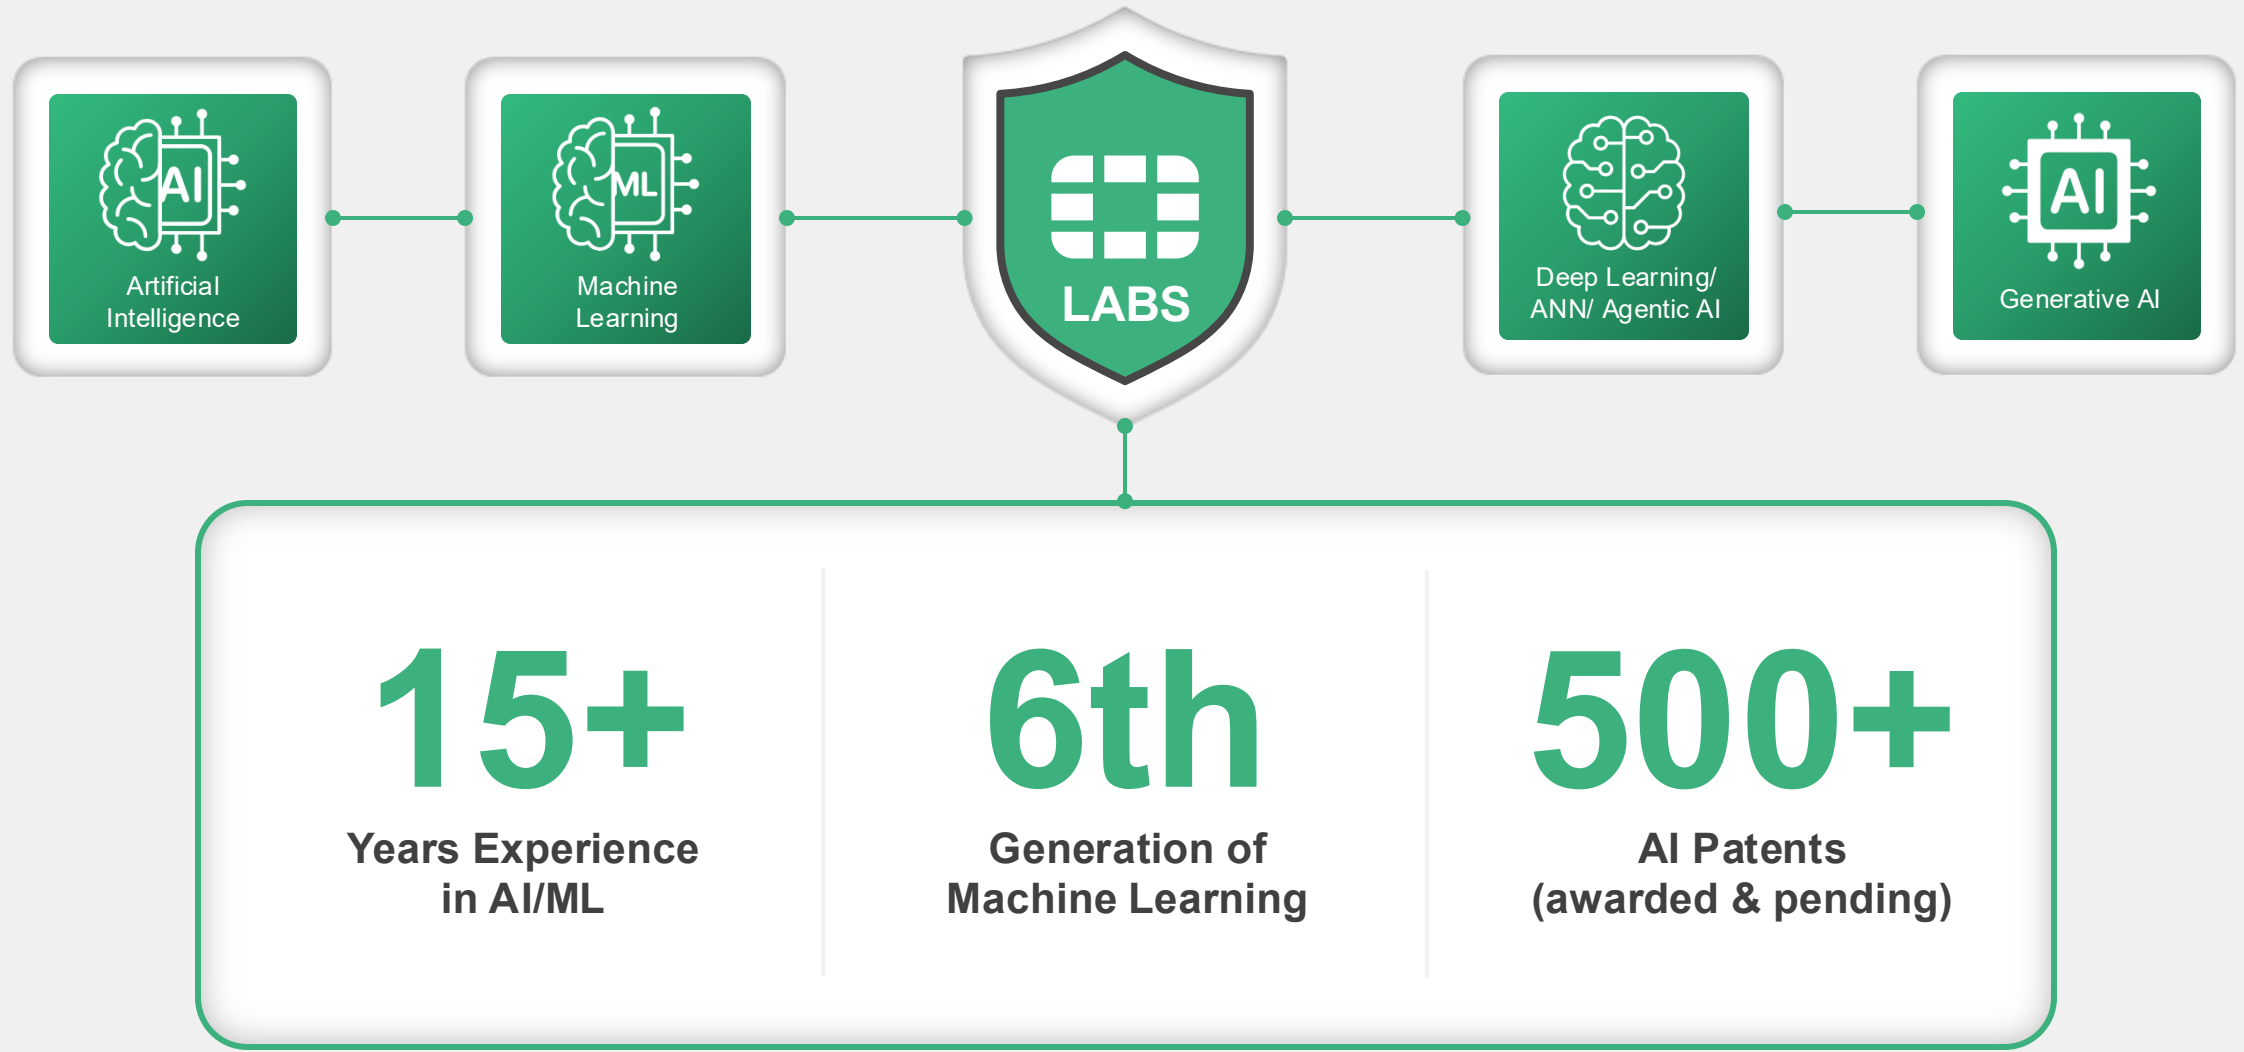 AI
Artificial
Intelligence
ML
Machine
Learning
LABS
Deep Learning/
ANN/ Agentic AI
AI
Generative AI
15+
Years Experience
in AI/ML
6th
Generation of
Machine Learning
500+
AI Patents
(awarded & pending)